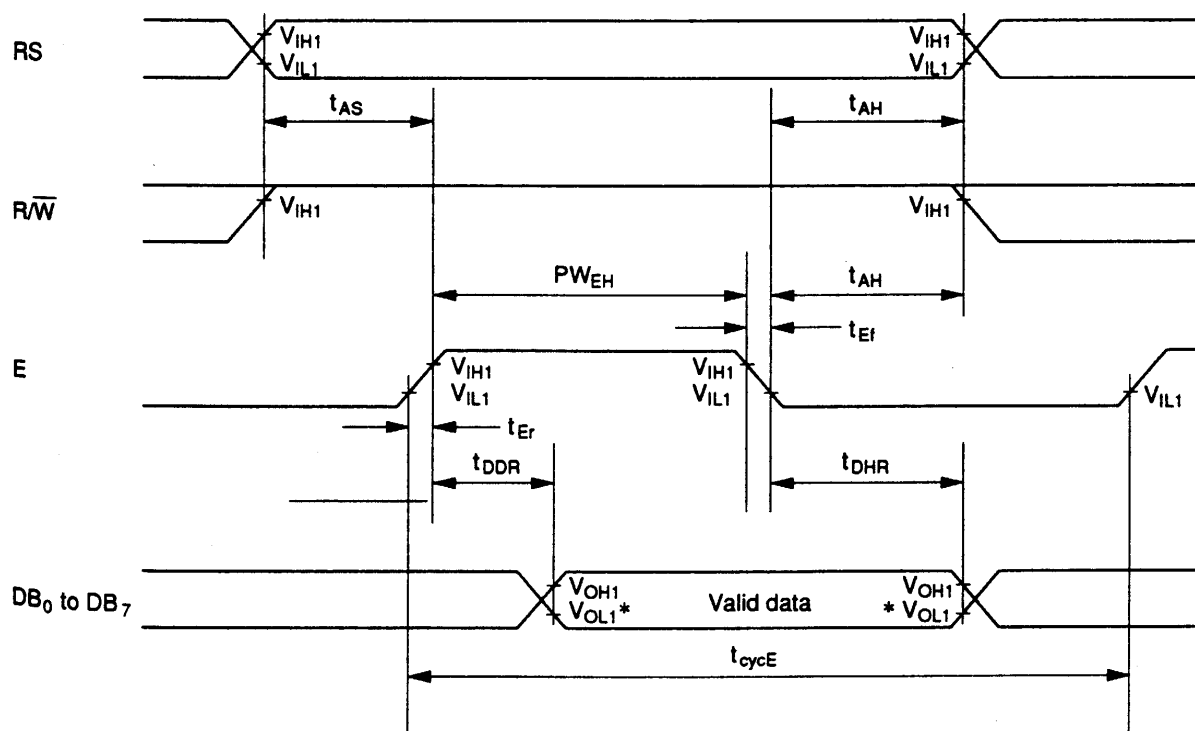 RS
V_IH1
V_IL1
V_IH1
V_IL1
t_AS
t_AH
R/W̅
V_IH1
V_IH1
PW_EH
t_AH
t_Ef
E
V_IH1
V_IL1
V_IH1
V_IL1
V_IL1
t_Er
t_DDR
t_DHR
DB₀ to DB₇
V_OH1
V_OL1*
Valid data
V_OH1
* V_OL1
t_cycE